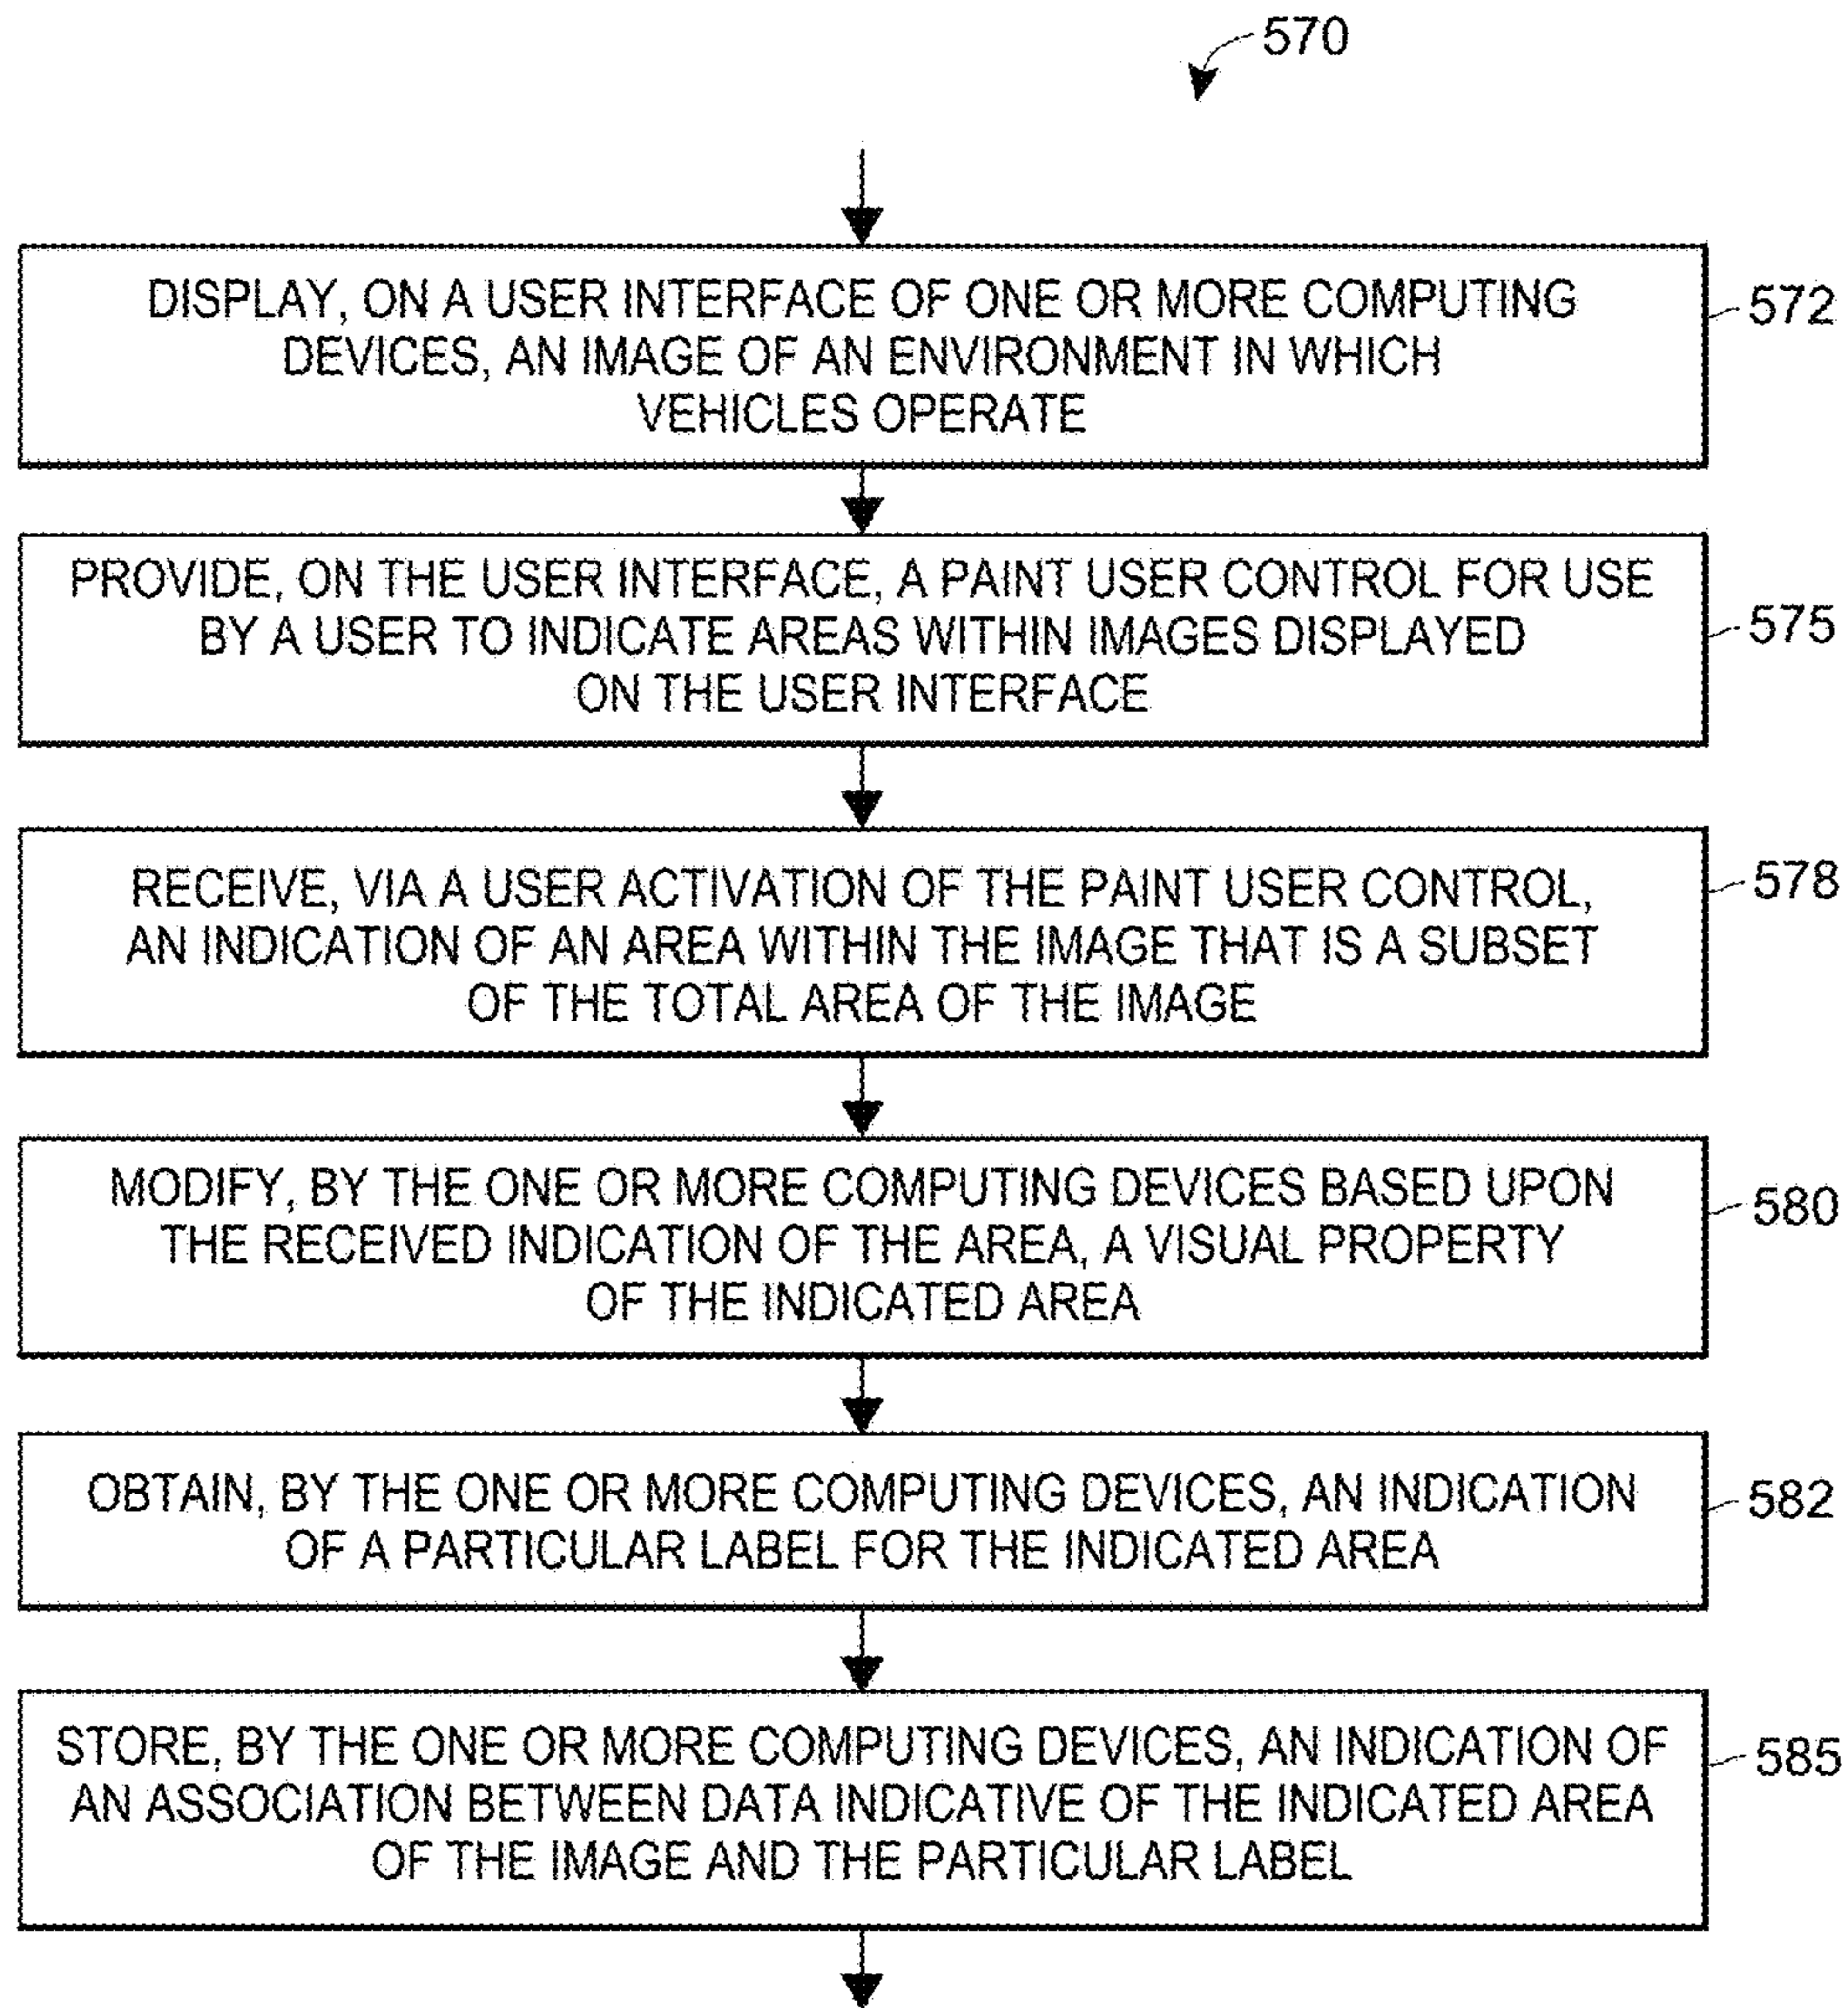 570
DISPLAY, ON A USER INTERFACE OF ONE OR MORE COMPUTING
DEVICES, AN IMAGE OF AN ENVIRONMENT IN WHICH
VEHICLES OPERATE
572
PROVIDE, ON THE USER INTERFACE, A PAINT USER CONTROL FOR USE
BY A USER TO INDICATE AREAS WITHIN IMAGES DISPLAYED
ON THE USER INTERFACE
575
RECEIVE, VIA A USER ACTIVATION OF THE PAINT USER CONTROL,
AN INDICATION OF AN AREA WITHIN THE IMAGE THAT IS A SUBSET
OF THE TOTAL AREA OF THE IMAGE
578
MODIFY, BY THE ONE OR MORE COMPUTING DEVICES BASED UPON
THE RECEIVED INDICATION OF THE AREA, A VISUAL PROPERTY
OF THE INDICATED AREA
580
OBTAIN, BY THE ONE OR MORE COMPUTING DEVICES, AN INDICATION
OF A PARTICULAR LABEL FOR THE INDICATED AREA
582
STORE, BY THE ONE OR MORE COMPUTING DEVICES, AN INDICATION OF
AN ASSOCIATION BETWEEN DATA INDICATIVE OF THE INDICATED AREA
OF THE IMAGE AND THE PARTICULAR LABEL
585